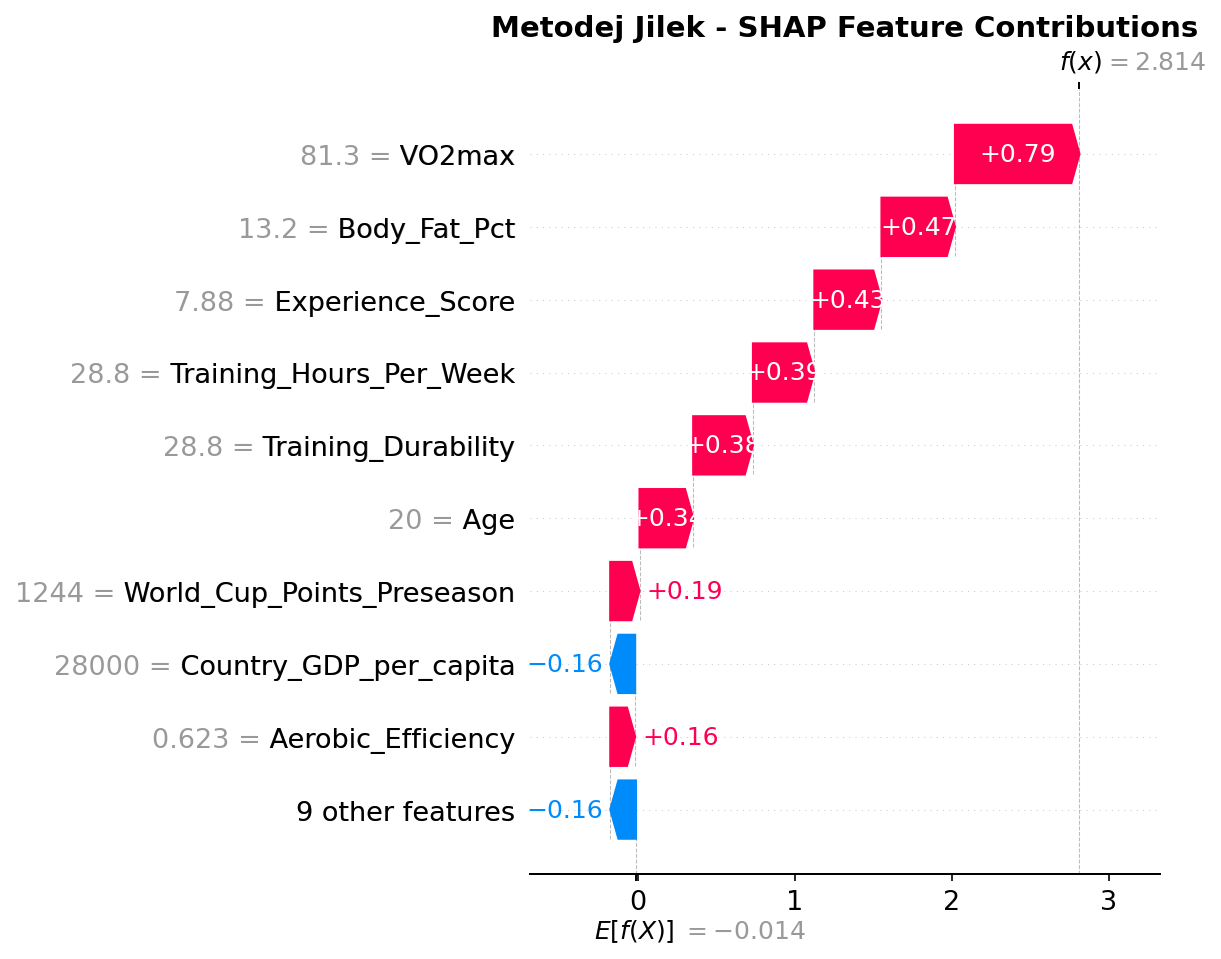 Metodej Jilek - SHAP Feature Contributions
f(x) = 2.814
81.3 = VO2max
+0.79
13.2 = Body_Fat_Pct
+0.47
7.88 = Experience_Score
+0.43
28.8 = Training_Hours_Per_Week
+0.39
28.8 = Training_Durability
+0.38
20 = Age
+0.34
1244 = World_Cup_Points_Preseason
+0.19
28000 = Country_GDP_per_capita
−0.16
0.623 = Aerobic_Efficiency
+0.16
9 other features
−0.16
0 1 2 3
E[f(X)] = −0.014